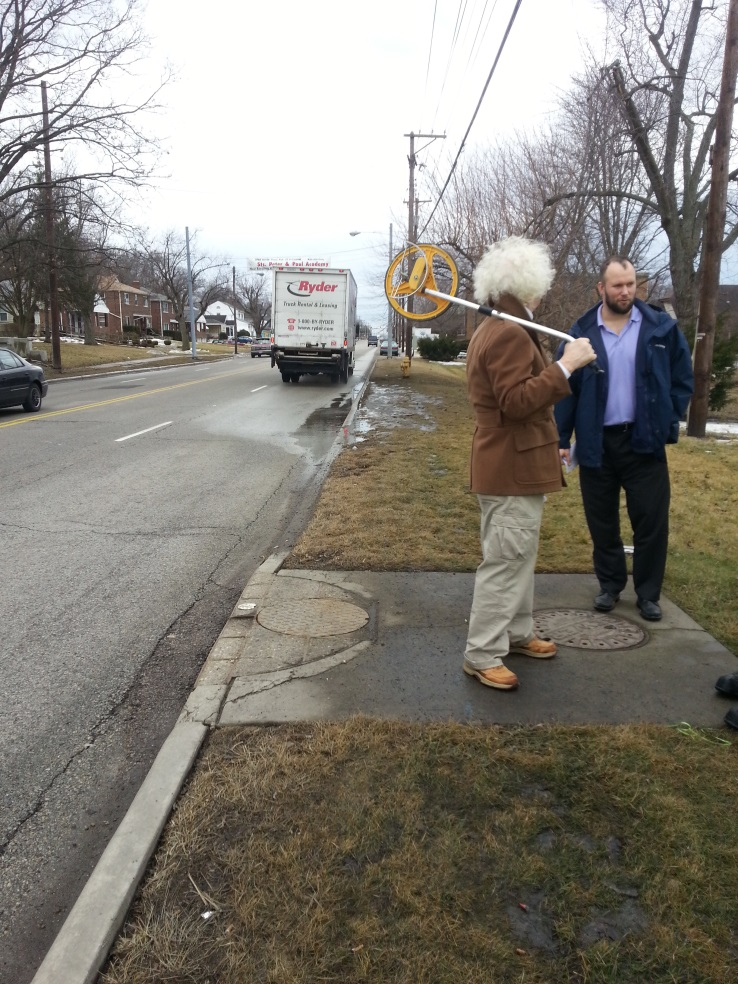 Sts. Peter & Paul Academy
Ryder
Truck Rental & Leasing
1-800-GO-RYDER
www.ryder.com